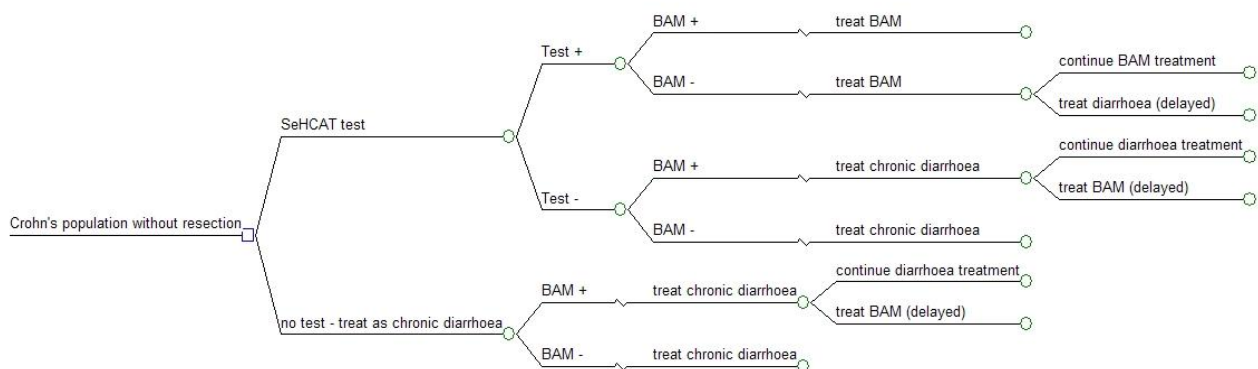 BAM + treat BAM
Test +
BAM - treat BAM
continue BAM treatment
treat diarrhoea (delayed)
SeHCAT test
BAM + treat chronic diarrhoea
continue diarrhoea treatment
treat BAM (delayed)
Test -
BAM - treat chronic diarrhoea
Crohn's population without resection
BAM + treat chronic diarrhoea
continue diarrhoea treatment
treat BAM (delayed)
no test - treat as chronic diarrhoea
BAM - treat chronic diarrhoea